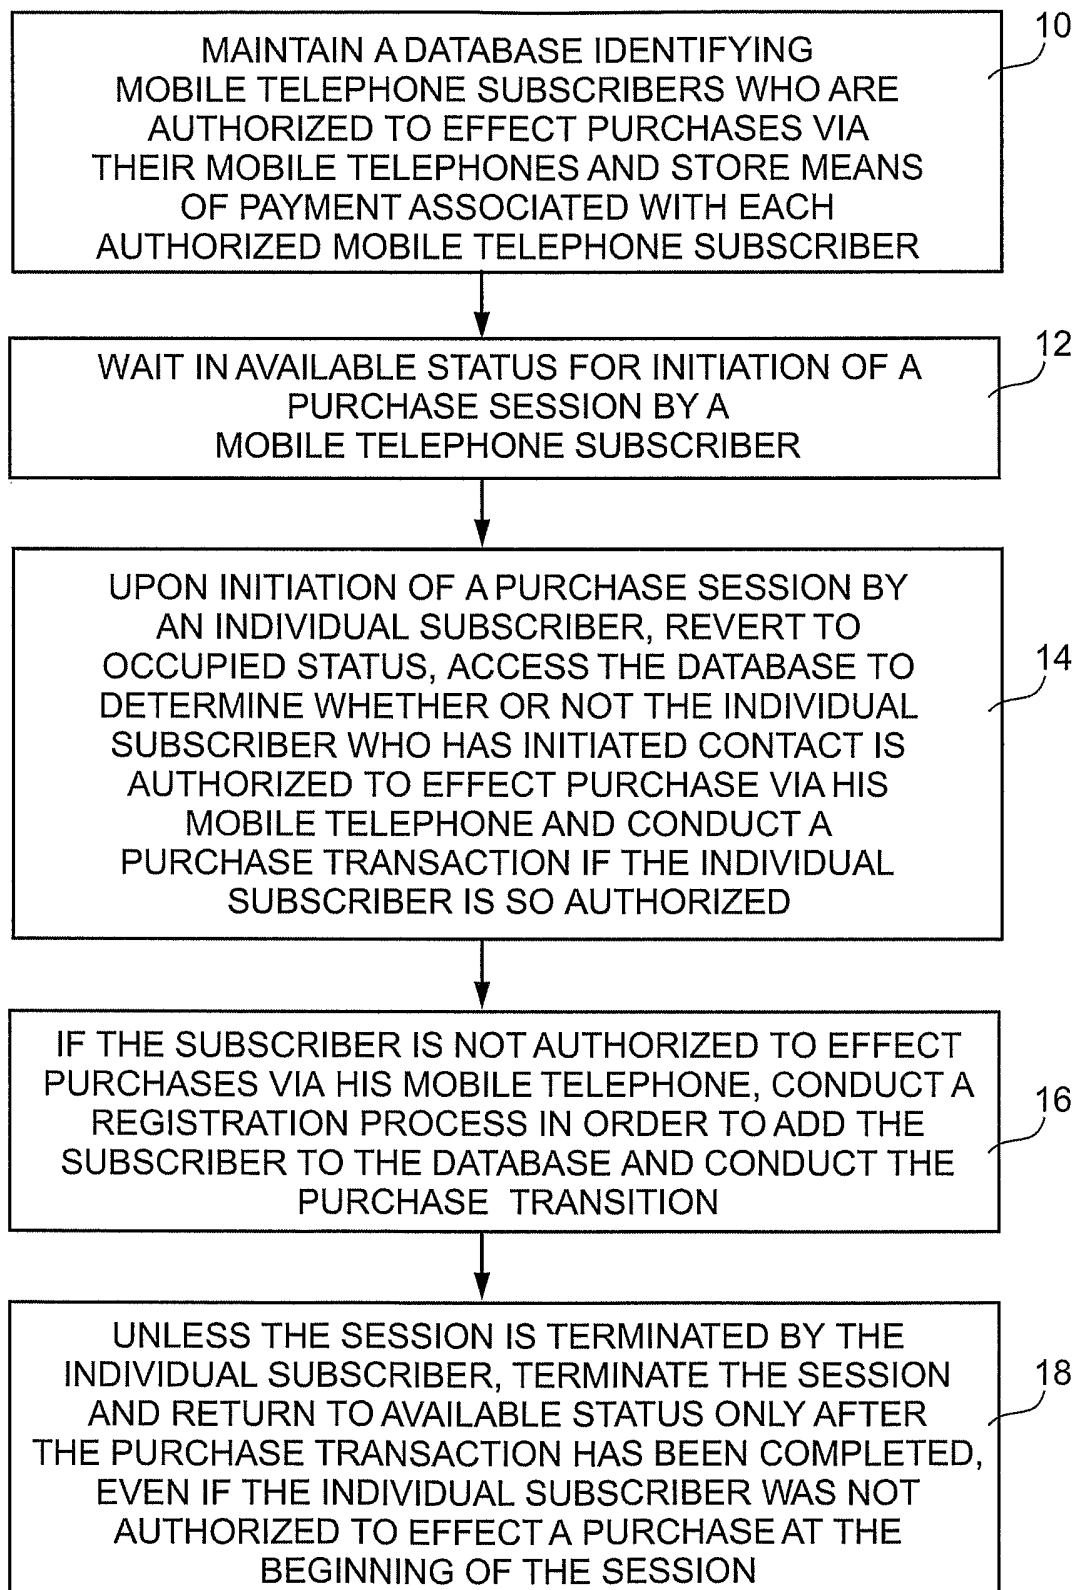 10
MAINTAIN A DATABASE IDENTIFYING
MOBILE TELEPHONE SUBSCRIBERS WHO ARE
AUTHORIZED TO EFFECT PURCHASES VIA
THEIR MOBILE TELEPHONES AND STORE MEANS
OF PAYMENT ASSOCIATED WITH EACH
AUTHORIZED MOBILE TELEPHONE SUBSCRIBER
12
WAIT IN AVAILABLE STATUS FOR INITIATION OF A
PURCHASE SESSION BY A
MOBILE TELEPHONE SUBSCRIBER
14
UPON INITIATION OF A PURCHASE SESSION BY
AN INDIVIDUAL SUBSCRIBER, REVERT TO
OCCUPIED STATUS, ACCESS THE DATABASE TO
DETERMINE WHETHER OR NOT THE INDIVIDUAL
SUBSCRIBER WHO HAS INITIATED CONTACT IS
AUTHORIZED TO EFFECT PURCHASE VIA HIS
MOBILE TELEPHONE AND CONDUCT A
PURCHASE TRANSACTION IF THE INDIVIDUAL
SUBSCRIBER IS SO AUTHORIZED
16
IF THE SUBSCRIBER IS NOT AUTHORIZED TO EFFECT
PURCHASES VIA HIS MOBILE TELEPHONE, CONDUCT A
REGISTRATION PROCESS IN ORDER TO ADD THE
SUBSCRIBER TO THE DATABASE AND CONDUCT THE
PURCHASE TRANSITION
18
UNLESS THE SESSION IS TERMINATED BY THE
INDIVIDUAL SUBSCRIBER, TERMINATE THE SESSION
AND RETURN TO AVAILABLE STATUS ONLY AFTER
THE PURCHASE TRANSACTION HAS BEEN COMPLETED,
EVEN IF THE INDIVIDUAL SUBSCRIBER WAS NOT
AUTHORIZED TO EFFECT A PURCHASE AT THE
BEGINNING OF THE SESSION